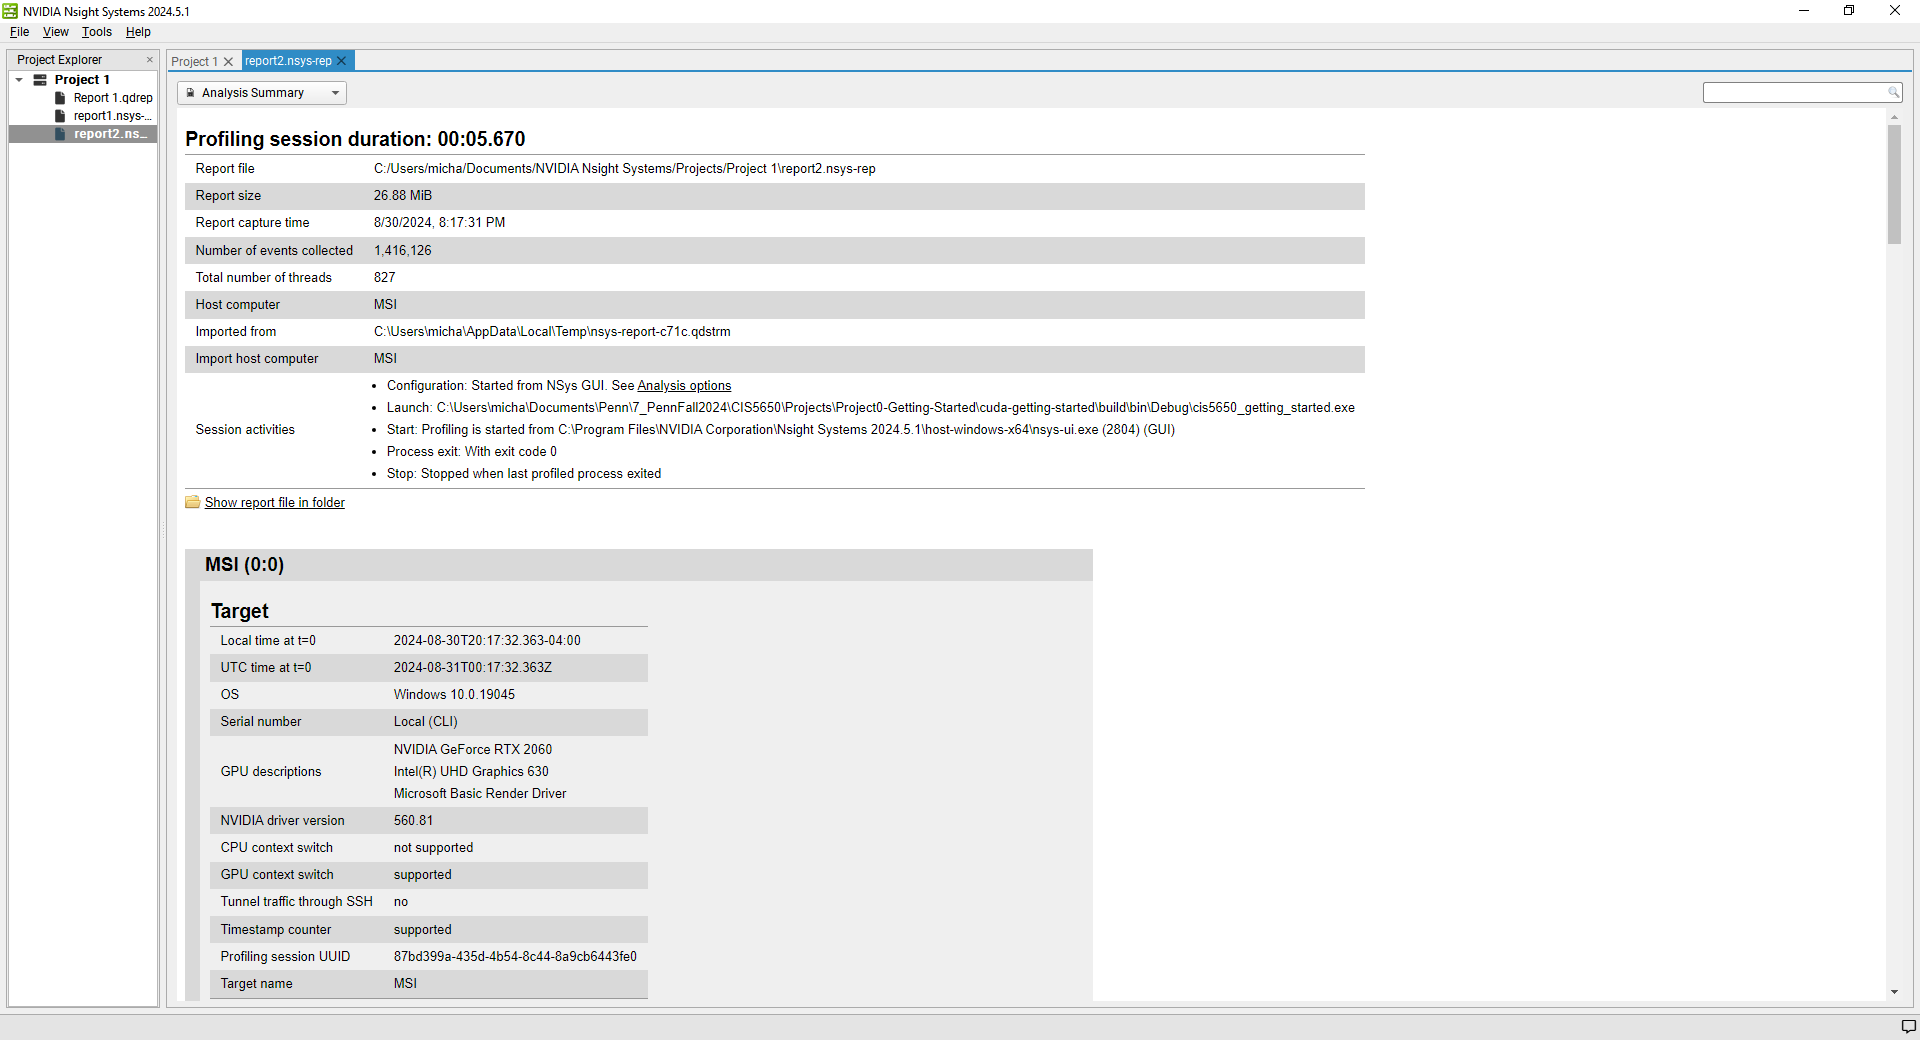 NVIDIA Nsight Systems 2024.5.1
File View Tools Help
Project Explorer
Project 1
Report 1.qdrep
report1.nsys-...
report2.ns...
Project 1
report2.nsys-rep
Analysis Summary
Profiling session duration: 00:05.670
Report file C:/Users/micha/Documents/NVIDIA Nsight Systems/Projects/Project 1\report2.nsys-rep
Report size 26.88 MiB
Report capture time 8/30/2024, 8:17:31 PM
Number of events collected 1,416,126
Total number of threads 827
Host computer MSI
Imported from C:\Users\micha\AppData\Local\Temp\nsys-report-c71c.qdstrm
Import host computer MSI
Session activities
• Configuration: Started from NSys GUI. See Analysis options
• Launch: C:\Users\micha\Documents\Penn\7_PennFall2024\CIS5650\Projects\Project0-Getting-Started\cuda-getting-started\build\bin\Debug\cis5650_getting_started.exe
• Start: Profiling is started from C:\Program Files\NVIDIA Corporation\Nsight Systems 2024.5.1\host-windows-x64\nsys-ui.exe (2804) (GUI)
• Process exit: With exit code 0
• Stop: Stopped when last profiled process exited
Show report file in folder
MSI (0:0)
Target
Local time at t=0 2024-08-30T20:17:32.363-04:00
UTC time at t=0 2024-08-31T00:17:32.363Z
OS Windows 10.0.19045
Serial number Local (CLI)
GPU descriptions
NVIDIA GeForce RTX 2060
Intel(R) UHD Graphics 630
Microsoft Basic Render Driver
NVIDIA driver version 560.81
CPU context switch not supported
GPU context switch supported
Tunnel traffic through SSH no
Timestamp counter supported
Profiling session UUID 87bd399a-435d-4b54-8c44-8a9cb6443fe0
Target name MSI